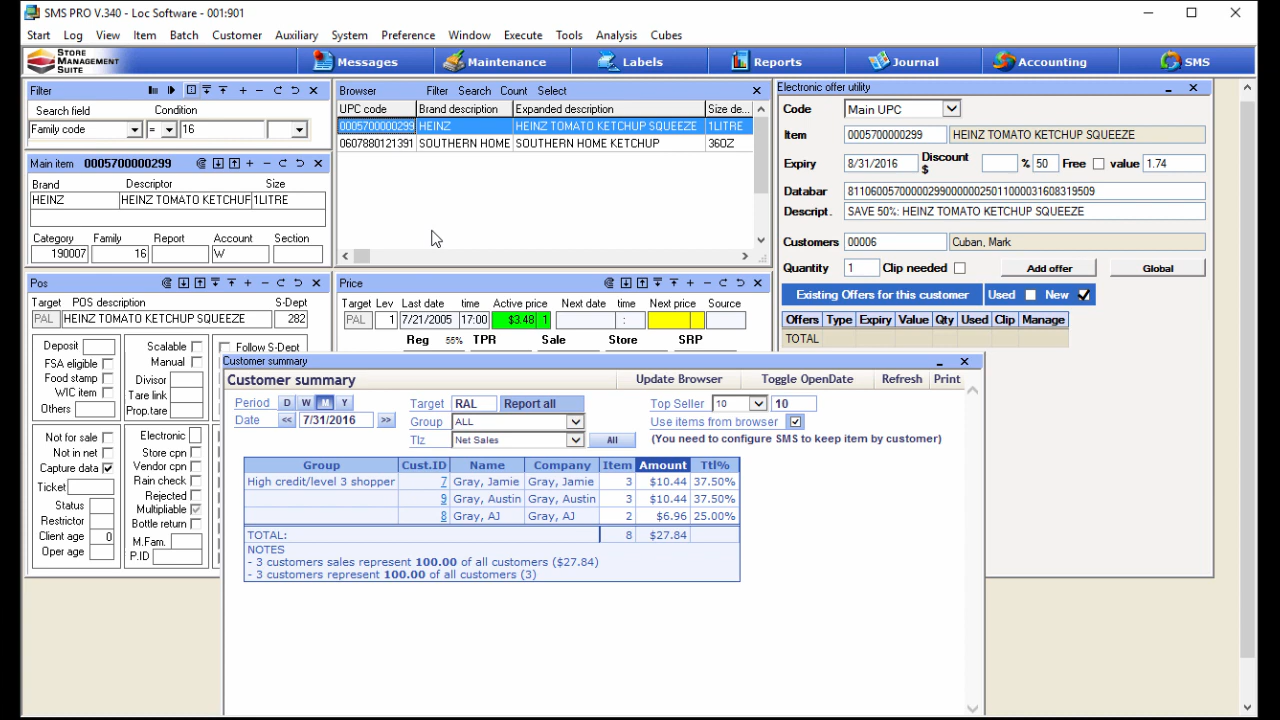 SMS PRO V.340 - Loc Software - 001:901
Start Log View Item Batch Customer Auxiliary System Preference Window Execute Tools Analysis Cubes
STORE MANAGEMENT SUITE
Messages Maintenance Labels Reports Journal Accounting SMS
Filter
Search field Condition
Family code = 16
Main item 0005700000299
Brand Descriptor Size
HEINZ HEINZ TOMATO KETCHUF 1LITRE
Category Family Report Account Section
190007 16 W
Browser Filter Search Count Select
UPC code Brand description Expanded description Size de...
0005700000299 HEINZ HEINZ TOMATO KETCHUP SQUEEZE 1LITRE
0607880121391 SOUTHERN HOME SOUTHERN HOME KETCHUP 36OZ
Electronic offer utility
Code Main UPC
Item 0005700000299 HEINZ TOMATO KETCHUP SQUEEZE
Expiry 8/31/2016 Discount $ % 50 Free value 1.74
Databar 8110600570000029900000025011000031608319509
Descript. SAVE 50%: HEINZ TOMATO KETCHUP SQUEEZE
Customers 00006 Cuban, Mark
Quantity 1 Clip needed Add offer Global
Existing Offers for this customer Used New
Offers Type Expiry Value Qty Used Clip Manage
TOTAL
Pos
Target POS description S-Dept
PAL HEINZ TOMATO KETCHUP SQUEEZE 282
Deposit
FSA eligible
Food stamp
WIC item
Others
Scalable
Manual
Divisor
Tare link
Prop.tare
Follow S-Dept
Not for sale
Not in net
Capture data
Ticket
Status
Restrictor
Client age 0
Oper age
Electronic
Store cpn
Vendor cpn
Rain check
Rejected
Multipliable
Bottle return
M.Fam.
P.ID
Price
Target Lev Last date time Active price Next date time Next price Source
PAL 1 7/21/2005 17:00 $3.48 1 :
Reg 55% TPR Sale Store SRP
Customer summary
Customer summary Update Browser Toggle OpenDate Refresh Print
Period D W M Y Target RAL Report all Top Seller 10 10
Date << 7/31/2016 >> Group ALL Use items from browser
Tlz Net Sales All (You need to configure SMS to keep item by customer)
Group Cust.ID Name Company Item Amount Ttl%
High credit/level 3 shopper 7 Gray, Jamie Gray, Jamie 3 $10.44 37.50%
9 Gray, Austin Gray, Austin 3 $10.44 37.50%
8 Gray, AJ Gray, AJ 2 $6.96 25.00%
TOTAL: 8 $27.84
NOTES
- 3 customers sales represent 100.00 of all customers ($27.84)
- 3 customers represent 100.00 of all customers (3)